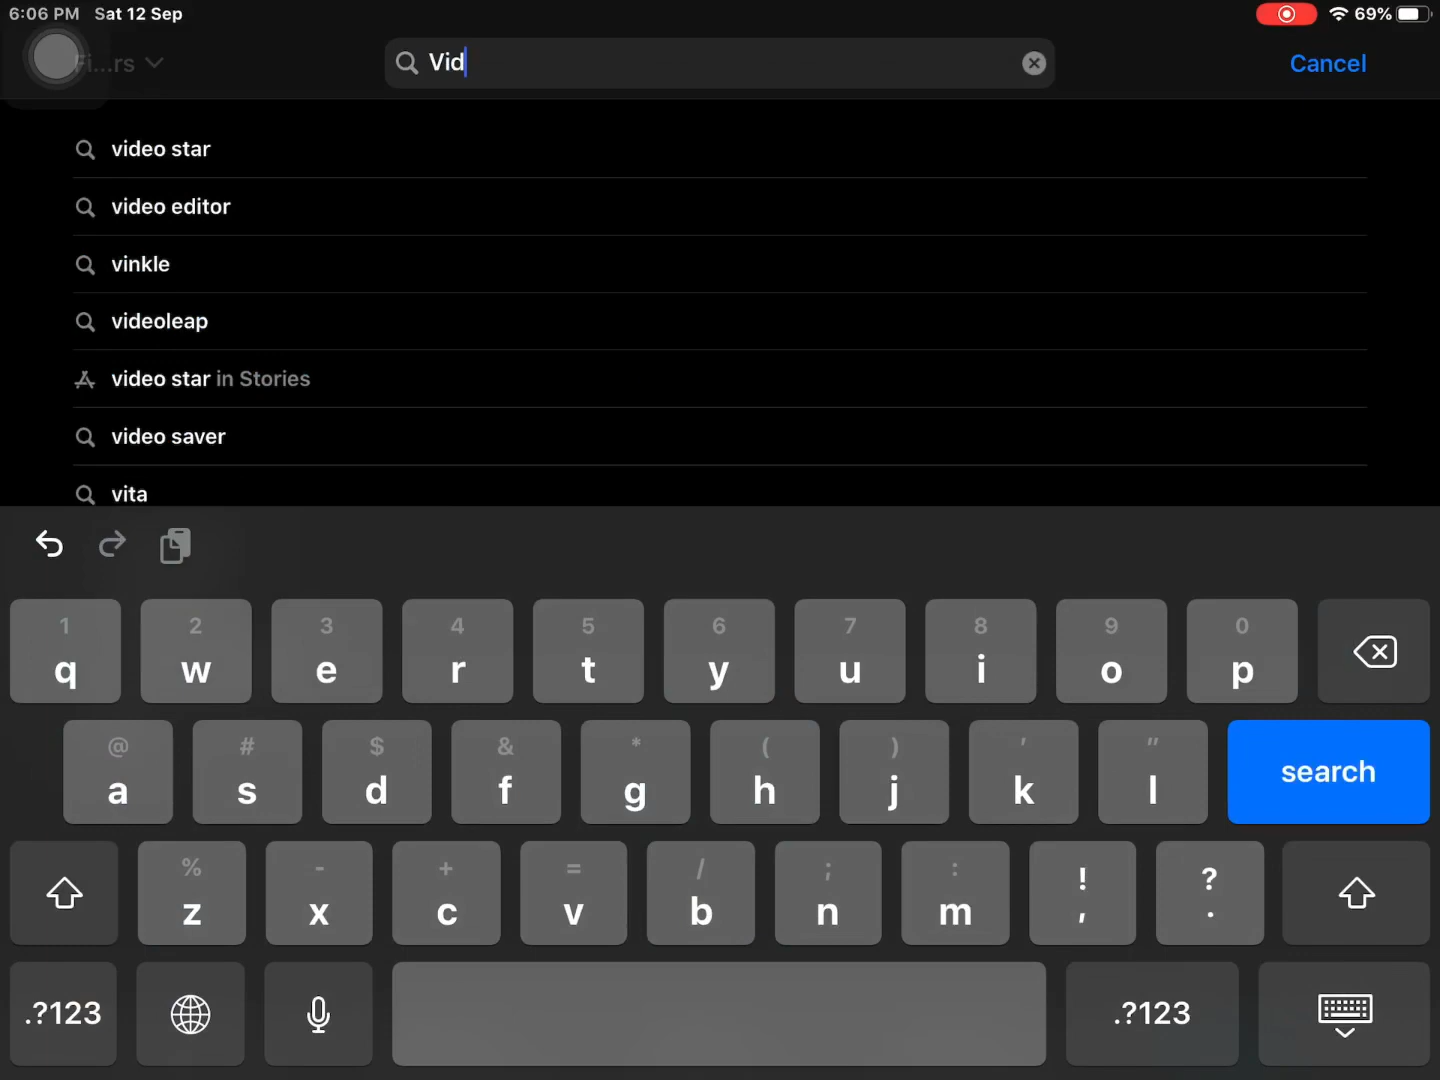 6:06 PM Sat 12 Sep 69%
Vid Cancel
video star
video editor
vinkle
videoleap
video star in Stories
video saver
vita
1 2 3 4 5 6 7 8 9 0
q w e r t y u i o p
@ # $ & * ( ) ' "
a s d f g h j k l search
% - + = / ; : ! ?
z x c v b n m , .
.?123 .?123